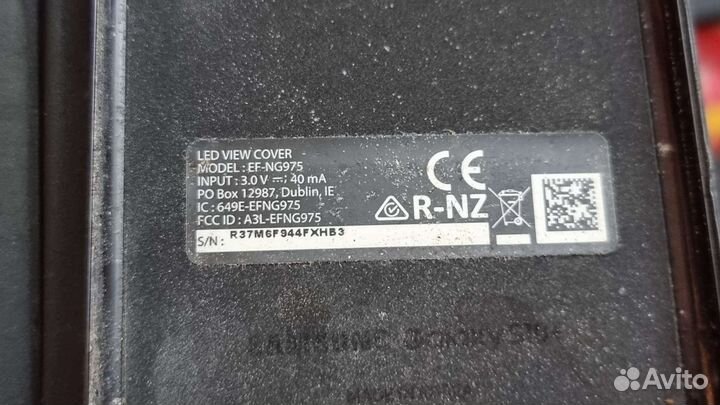 LED VIEW COVER
MODEL : EF-NG975
INPUT : 3.0 V ⎓; 40 mA
PO Box 12987, Dublin, IE
IC : 649E-EFNG975
FCC ID : A3L-EFNG975
S/N : R37M6F944FXHB3
CE
R-NZ
SAMSUNG
Avito